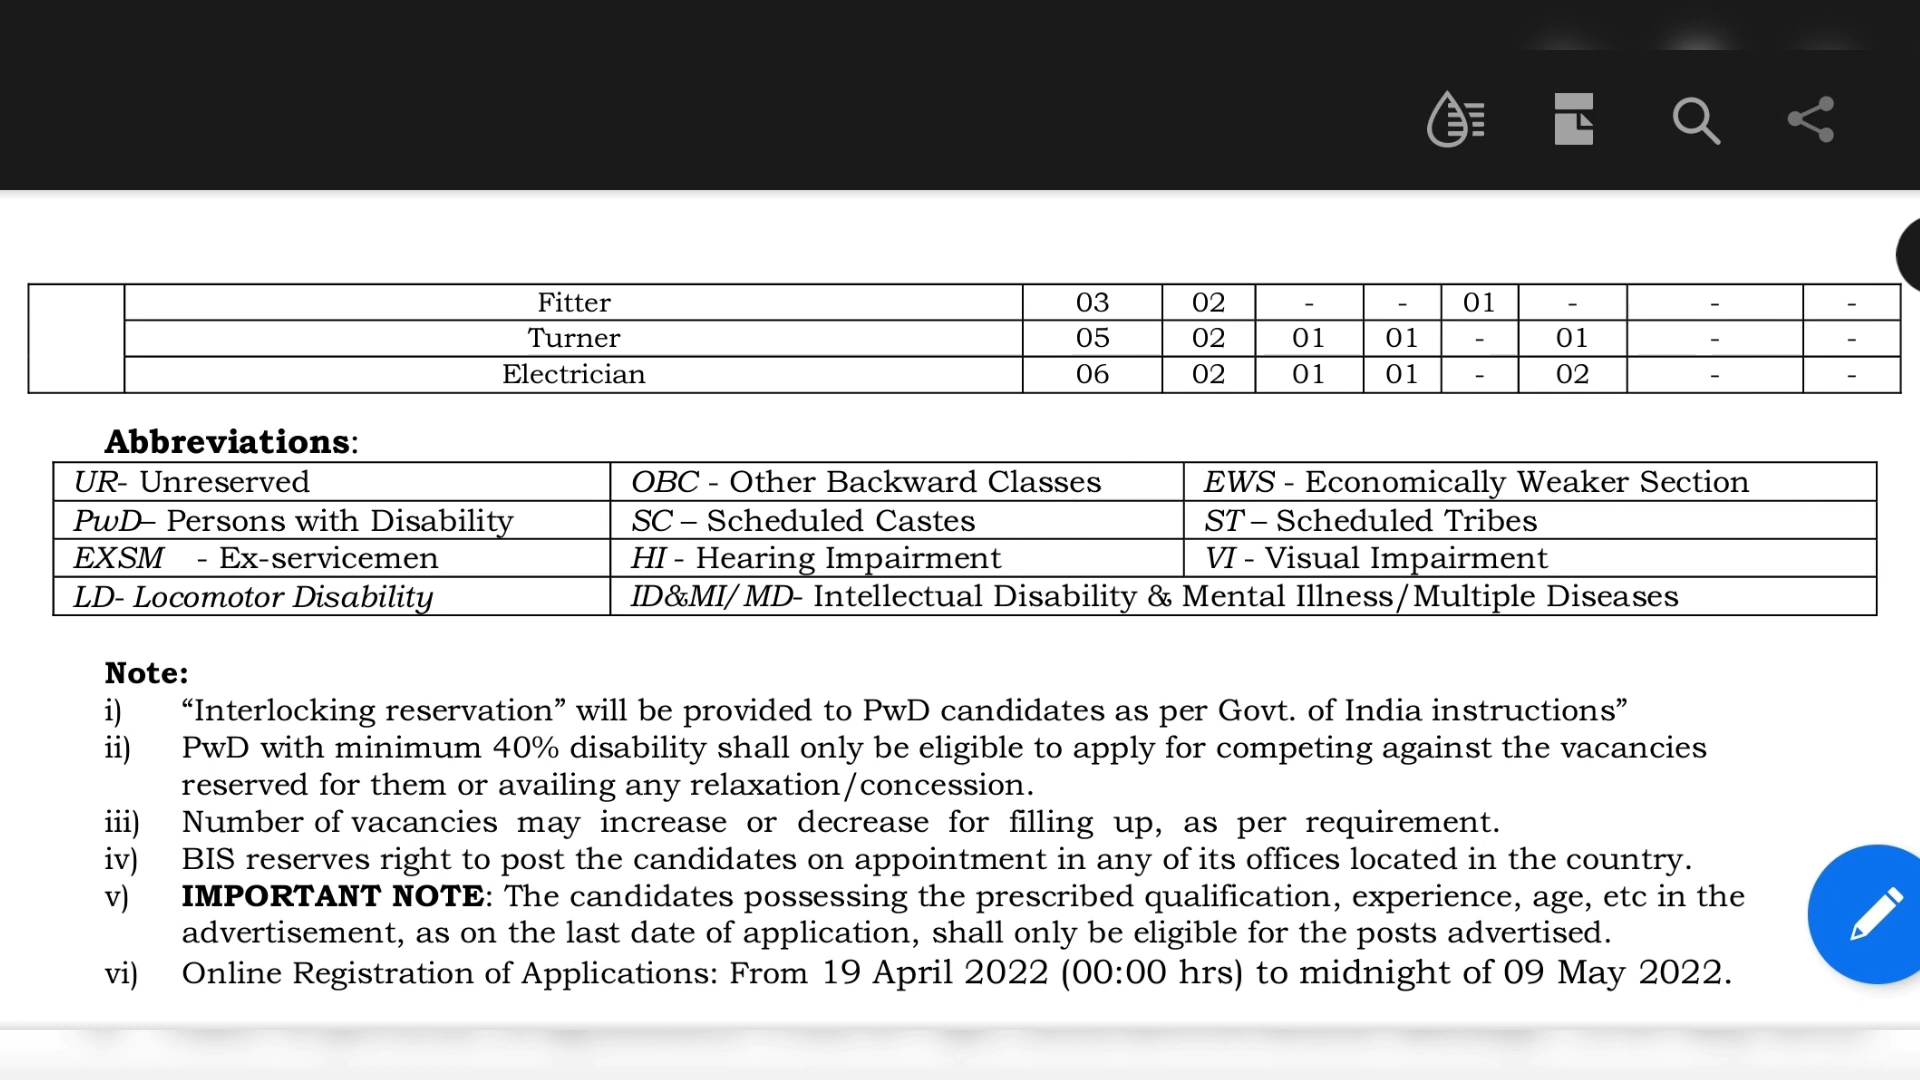 Fitter 03 02 - - 01 - - -
Turner 05 02 01 01 - 01 - -
Electrician 06 02 01 01 - 02 - -
Abbreviations:
UR- Unreserved OBC - Other Backward Classes EWS - Economically Weaker Section
PwD– Persons with Disability SC – Scheduled Castes ST – Scheduled Tribes
EXSM - Ex-servicemen HI - Hearing Impairment VI - Visual Impairment
LD- Locomotor Disability ID&MI/MD- Intellectual Disability & Mental Illness/Multiple Diseases
Note:
i) “Interlocking reservation” will be provided to PwD candidates as per Govt. of India instructions”
ii) PwD with minimum 40% disability shall only be eligible to apply for competing against the vacancies
reserved for them or availing any relaxation/concession.
iii) Number of vacancies may increase or decrease for filling up, as per requirement.
iv) BIS reserves right to post the candidates on appointment in any of its offices located in the country.
v) IMPORTANT NOTE: The candidates possessing the prescribed qualification, experience, age, etc in the
advertisement, as on the last date of application, shall only be eligible for the posts advertised.
vi) Online Registration of Applications: From 19 April 2022 (00:00 hrs) to midnight of 09 May 2022.